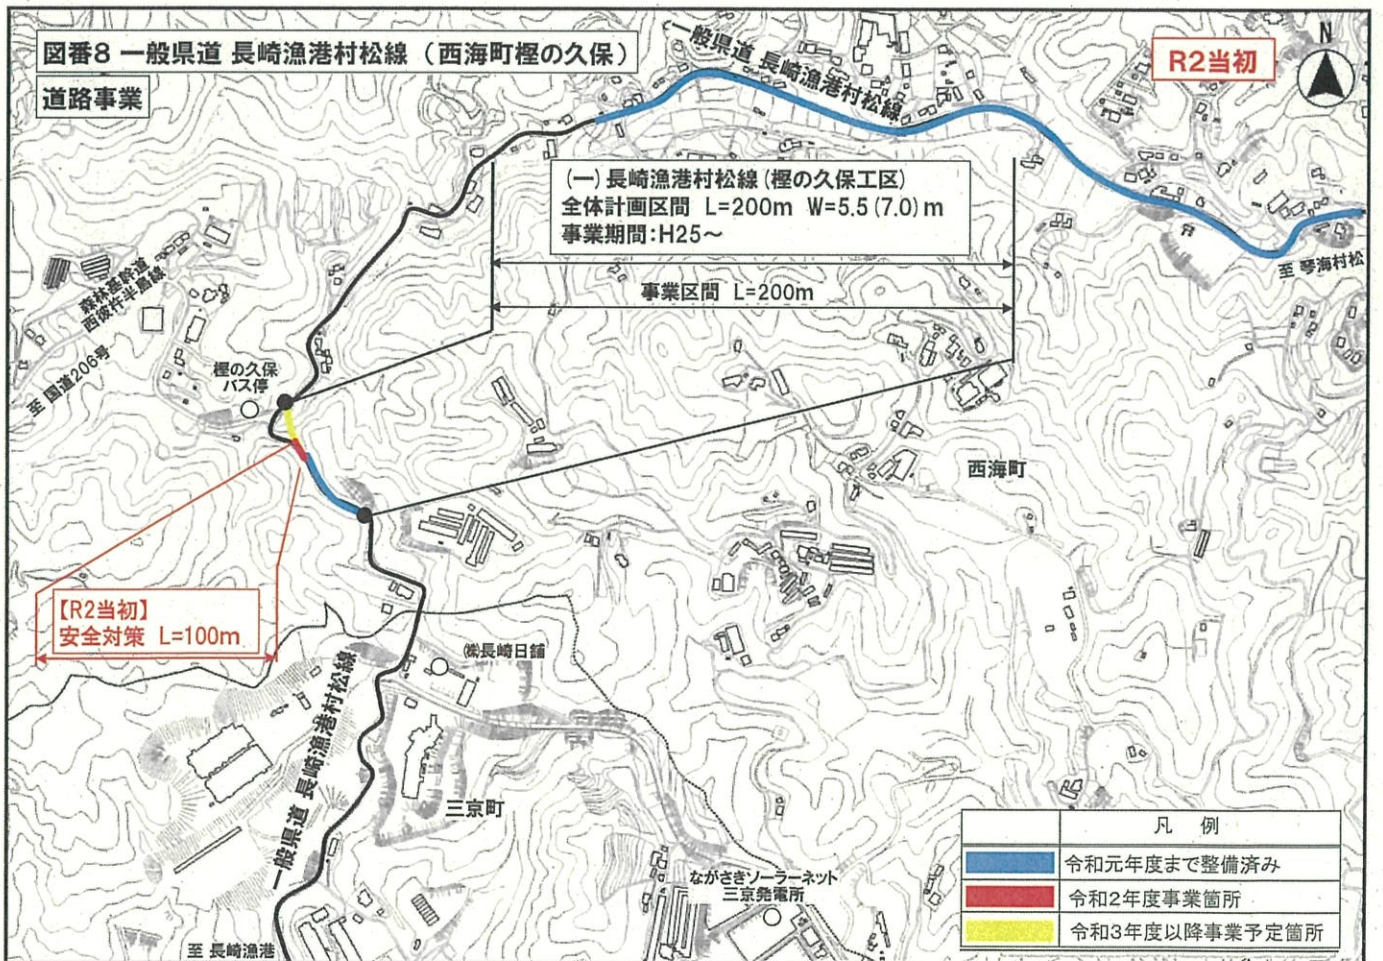 図番8 一般県道 長崎漁港村松線 (西海町樫の久保)
道路事業
一般県道 長崎漁港村松線
R2当初
N
(一)長崎漁港村松線(樫の久保工区)
全体計画区間 L=200m W=5.5(7.0)m
事業期間:H25~
事業区間 L=200m
至 琴海村松
森林基幹道
西彼杵半島線
至 国道206号
樫の久保
バス停
西海町
【R2当初】
安全対策 L=100m
㈱長崎日舗
一般県道 長崎漁港村松線
三京町
ながさきソーラーネット
三京発電所
至 長崎漁港
凡 例
令和元年度まで整備済み
令和2年度事業箇所
令和3年度以降事業予定箇所